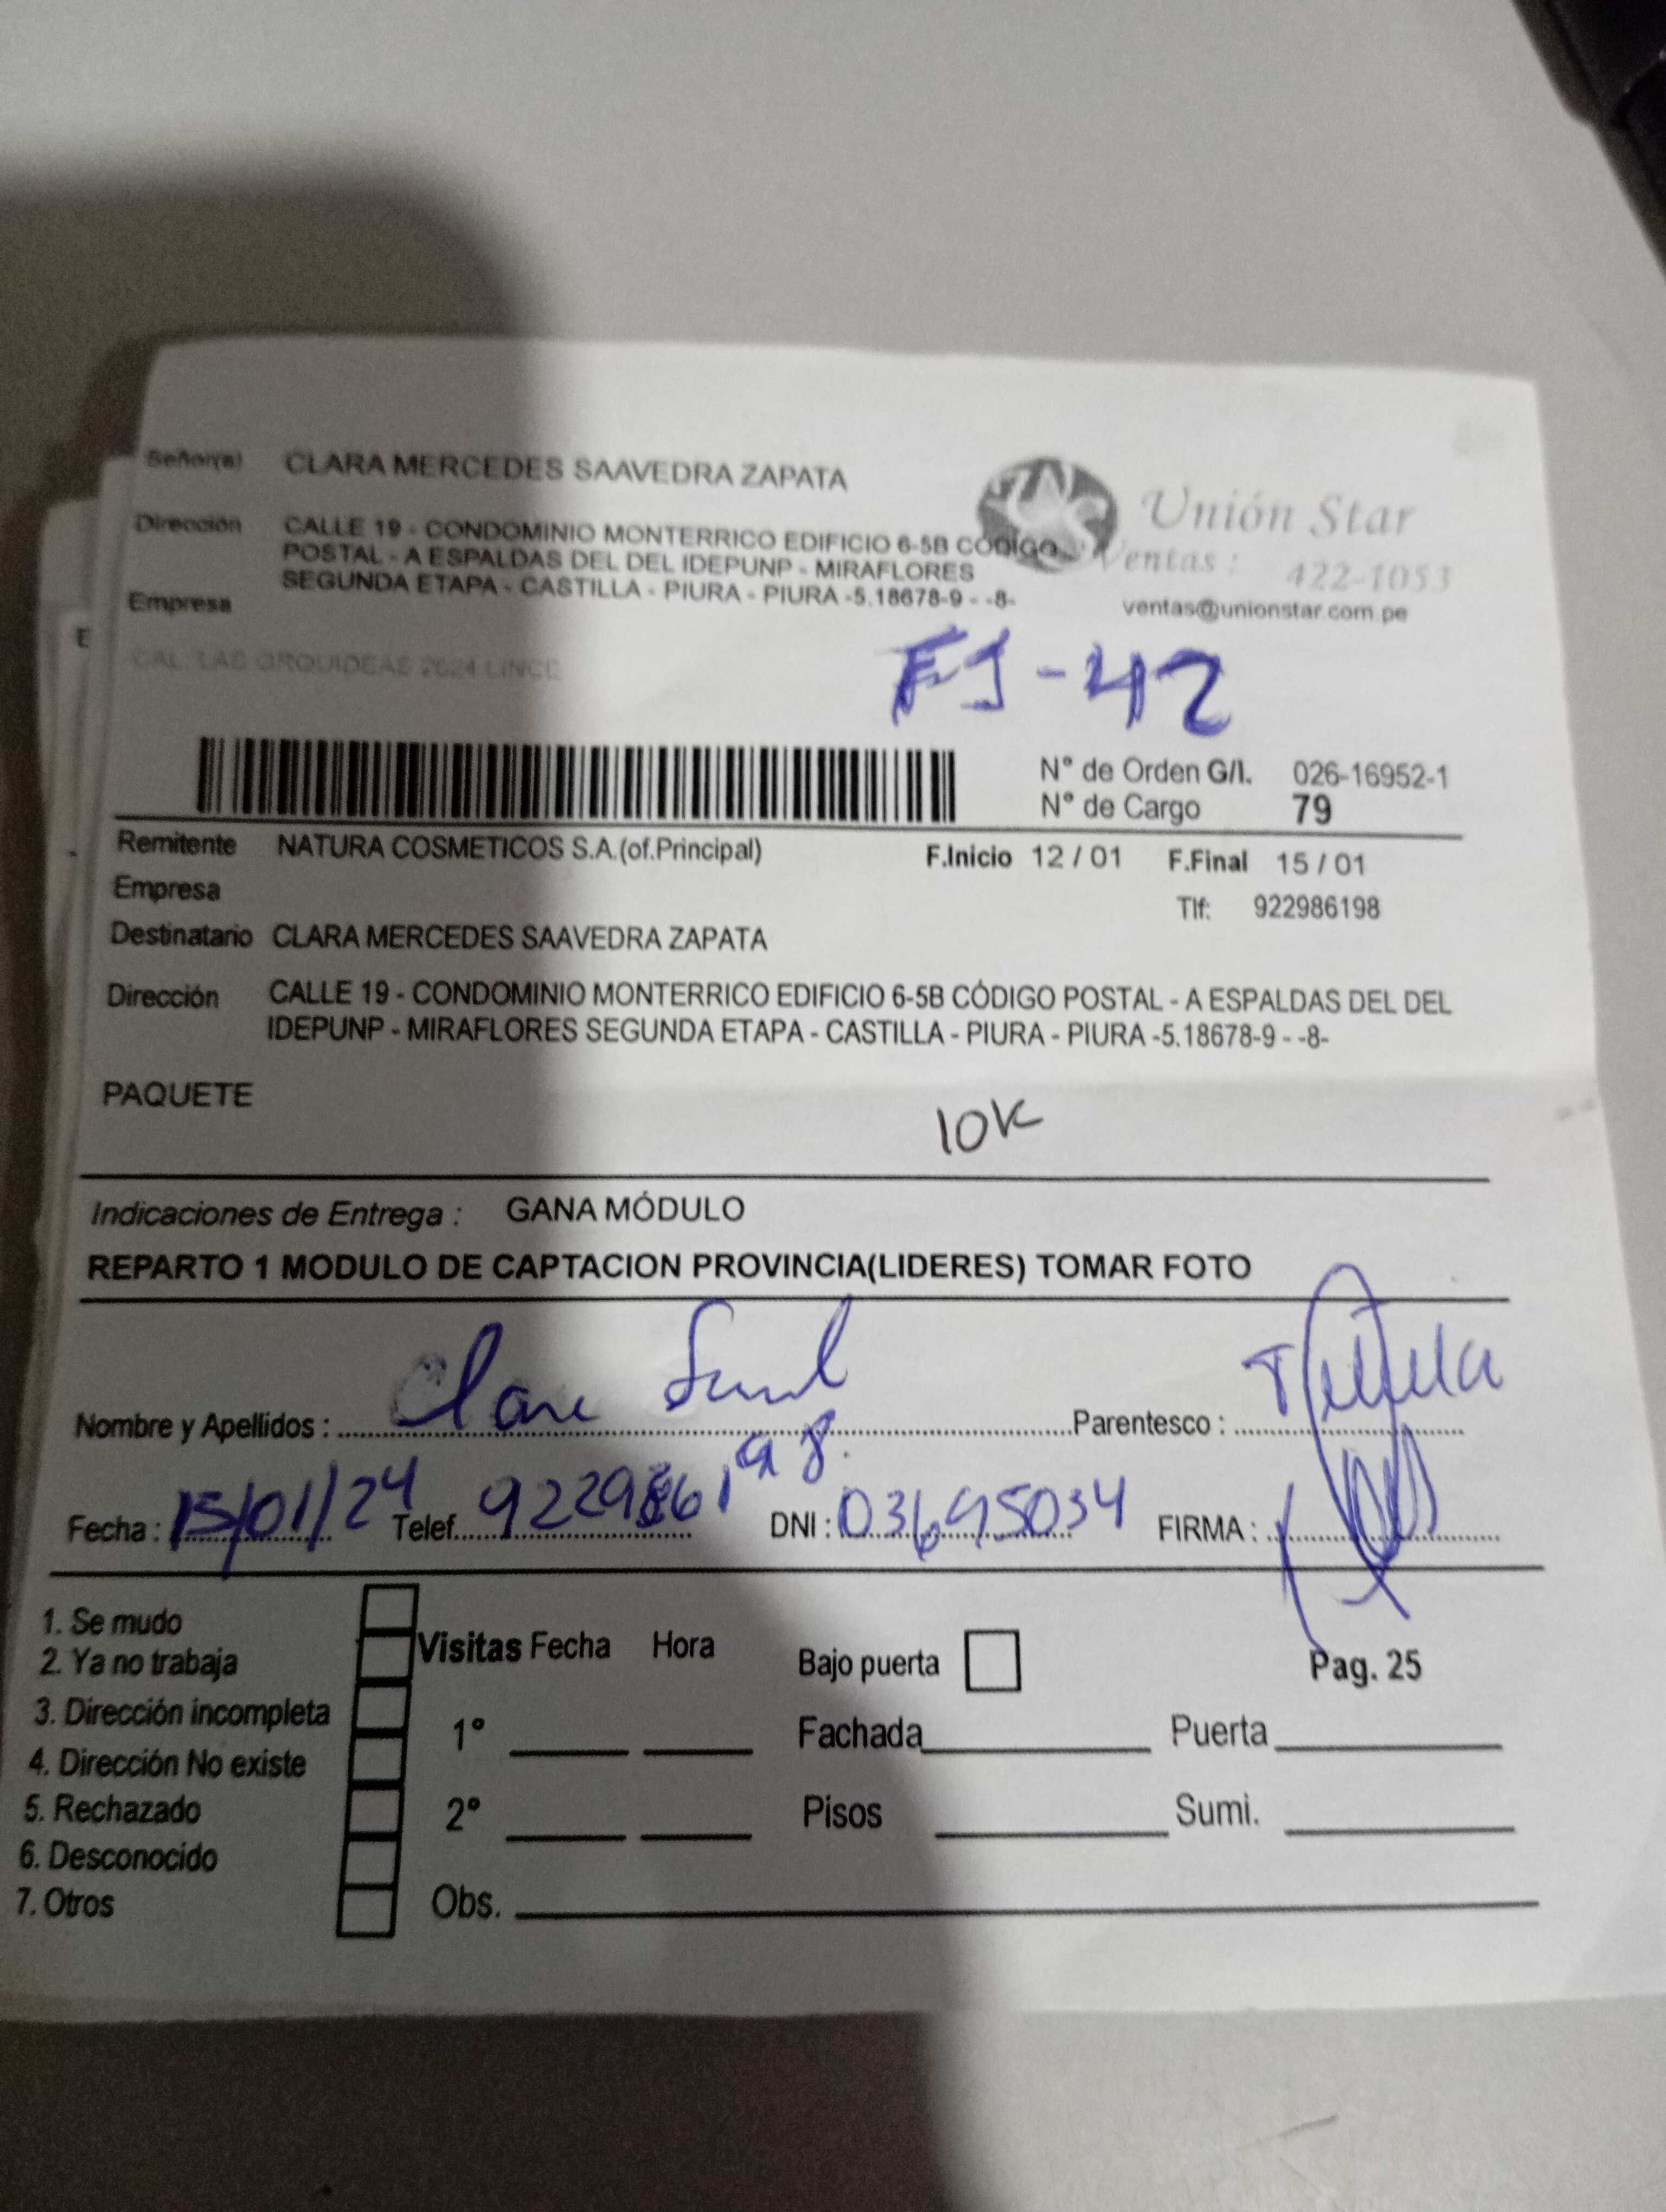 Señor(a) CLARA MERCEDES SAAVEDRA ZAPATA
Unión Star
Dirección CALLE 19 - CONDOMINIO MONTERRICO EDIFICIO 6-5B CÓDIGO
POSTAL - A ESPALDAS DEL DEL IDEPUNP - MIRAFLORES
SEGUNDA ETAPA - CASTILLA - PIURA - PIURA -5.18678-9 - -8-
Ventas : 422-1053
ventas@unionstar.com.pe
Empresa
CAL. LAS ORQUIDEAS 2624 LINCE
FJ-42
N° de Orden G/I. 026-16952-1
N° de Cargo 79
Remitente NATURA COSMETICOS S.A.(of.Principal) F.Inicio 12 / 01 F.Final 15 / 01
Empresa
Tlf: 922986198
Destinatario CLARA MERCEDES SAAVEDRA ZAPATA
Dirección CALLE 19 - CONDOMINIO MONTERRICO EDIFICIO 6-5B CÓDIGO POSTAL - A ESPALDAS DEL DEL
IDEPUNP - MIRAFLORES SEGUNDA ETAPA - CASTILLA - PIURA - PIURA -5.18678-9 - -8-
PAQUETE
10K
Indicaciones de Entrega : GANA MÓDULO
REPARTO 1 MODULO DE CAPTACION PROVINCIA(LIDERES) TOMAR FOTO
Nombre y Apellidos : Parentesco :
Fecha : 15/01/24 Telef. 922986198. DNI : 03695034 FIRMA :
1. Se mudo
2. Ya no trabaja
3. Dirección incompleta
4. Dirección No existe
5. Rechazado
6. Desconocido
7. Otros
Visitas Fecha Hora
1°
2°
Obs.
Bajo puerta
Pag. 25
Fachada Puerta
Pisos Sumi.